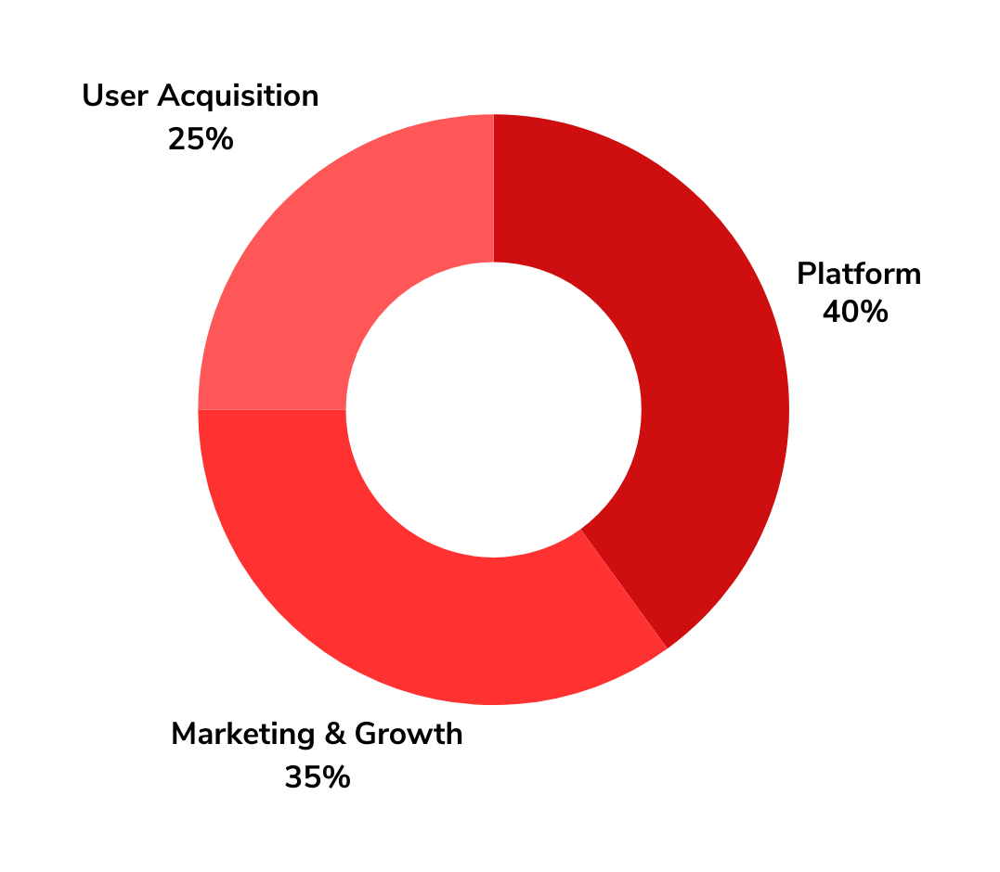 User Acquisition
25%
Platform
40%
Marketing & Growth
35%